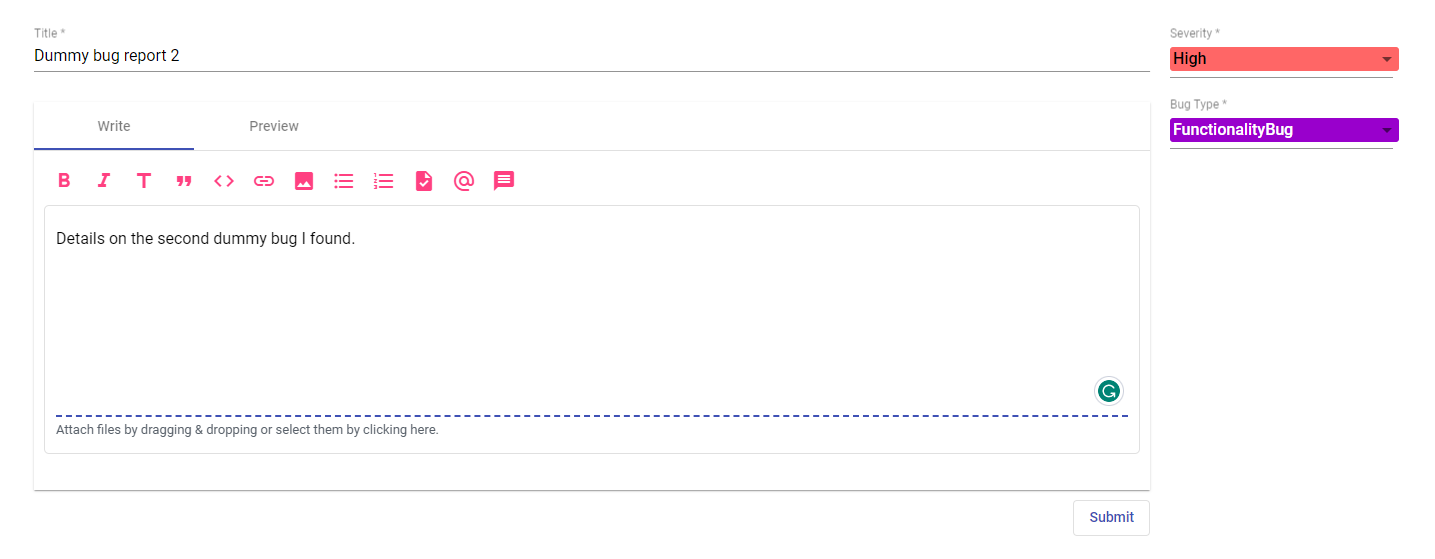 Title *
Dummy bug report 2
Severity *
High
Bug Type *
FunctionalityBug
Write
Preview
Details on the second dummy bug I found.
Attach files by dragging & dropping or select them by clicking here.
Submit